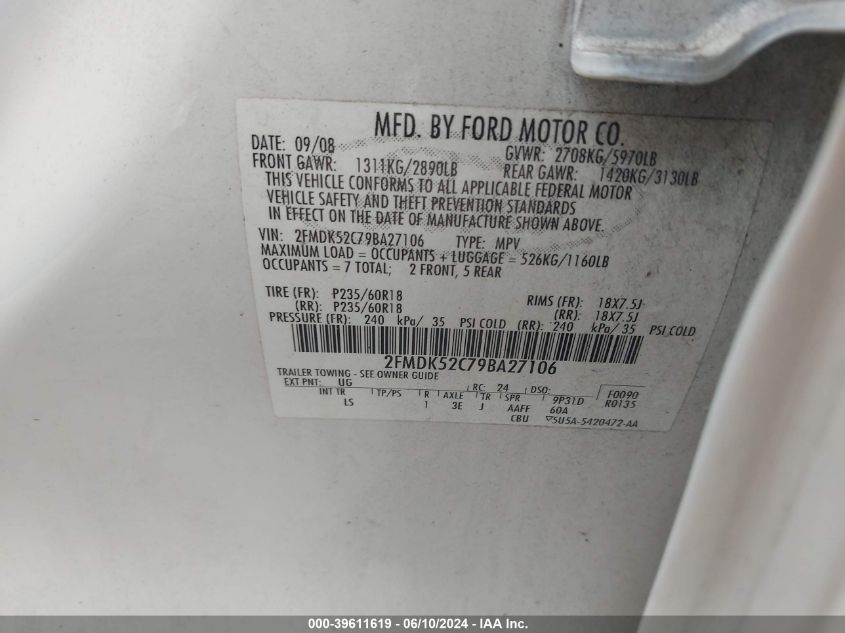 MFD. BY FORD MOTOR CO.
DATE: 09/08 GVWR: 2708KG/5970LB
FRONT GAWR: 1311KG/2890LB REAR GAWR: 1420KG/3130LB
THIS VEHICLE CONFORMS TO ALL APPLICABLE FEDERAL MOTOR
VEHICLE SAFETY AND THEFT PREVENTION STANDARDS
IN EFFECT ON THE DATE OF MANUFACTURE SHOWN ABOVE.
VIN: 2FMDK52C79BA27106 TYPE: MPV
MAXIMUM LOAD = OCCUPANTS + LUGGAGE = 526KG/1160LB
OCCUPANTS = 7 TOTAL; 2 FRONT, 5 REAR
TIRE (FR): P235/60R18 RIMS (FR): 18X7.5J
(RR): P235/60R18 (RR): 18X7.5J
PRESSURE (FR): 240 kPa/ 35 PSI COLD (RR): 240 kPa/ 35 PSI COLD
2FMDK52C79BA27106
TRAILER TOWING - SEE OWNER GUIDE
EXT PNT: UG RC: 24 DSO: F0090
INT TR TP/PS R AXLE TR SPR 9P31D R0135
LS 1 3E J AAFF 60A
CBU 5U5A-5420472-AA
000-39611619 - 06/10/2024 - IAAI Inc.